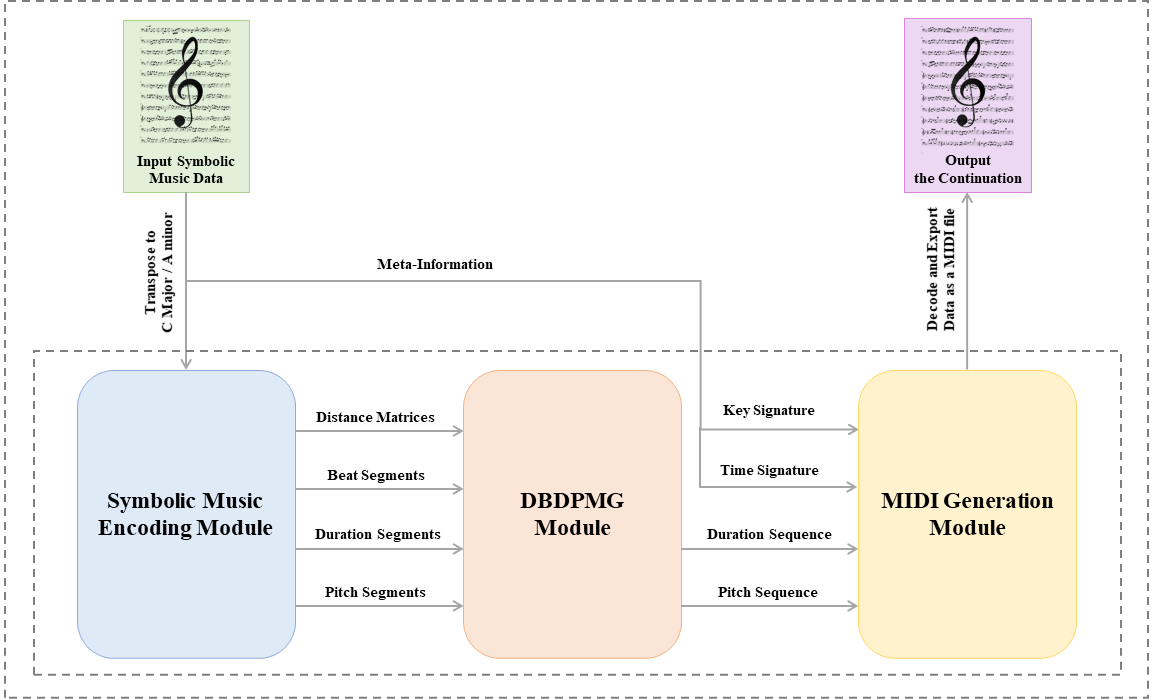 Input Symbolic
Music Data
Output
the Continuation
Transpose to
C Major / A minor
Meta-Information
Decode and Export
Data as a MIDI file
Symbolic Music
Encoding Module
Distance Matrices
Beat Segments
Duration Segments
Pitch Segments
DBDPMG
Module
Key Signature
Time Signature
Duration Sequence
Pitch Sequence
MIDI Generation
Module